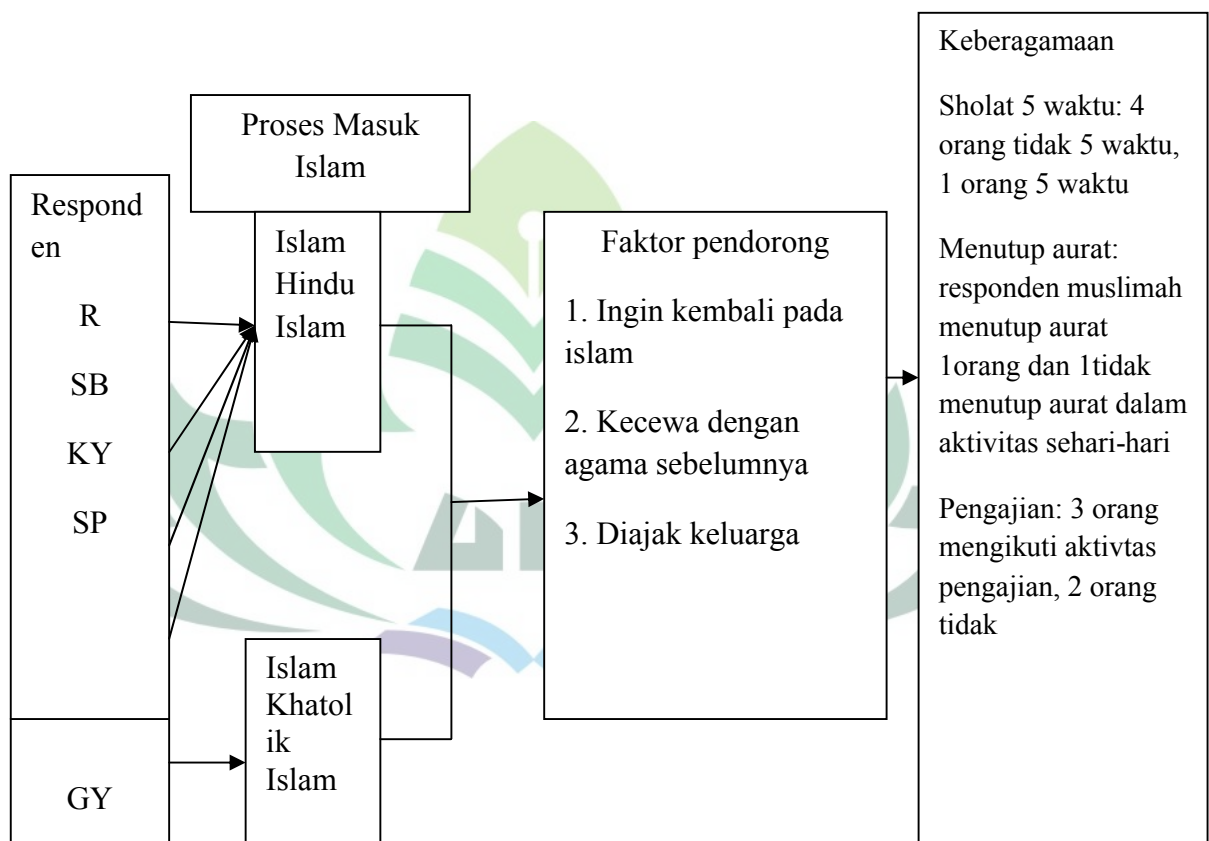 Respond
en
R
SB
KY
SP
GY
Proses Masuk
Islam
Islam
Hindu
Islam
Islam
Khatol
ik
Islam
Faktor pendorong
1. Ingin kembali pada
islam
2. Kecewa dengan
agama sebelumnya
3. Diajak keluarga
Keberagamaan
Sholat 5 waktu: 4
orang tidak 5 waktu,
1 orang 5 waktu
Menutup aurat:
responden muslimah
menutup aurat
1orang dan 1tidak
menutup aurat dalam
aktivitas sehari-hari
Pengajian: 3 orang
mengikuti aktivtas
pengajian, 2 orang
tidak